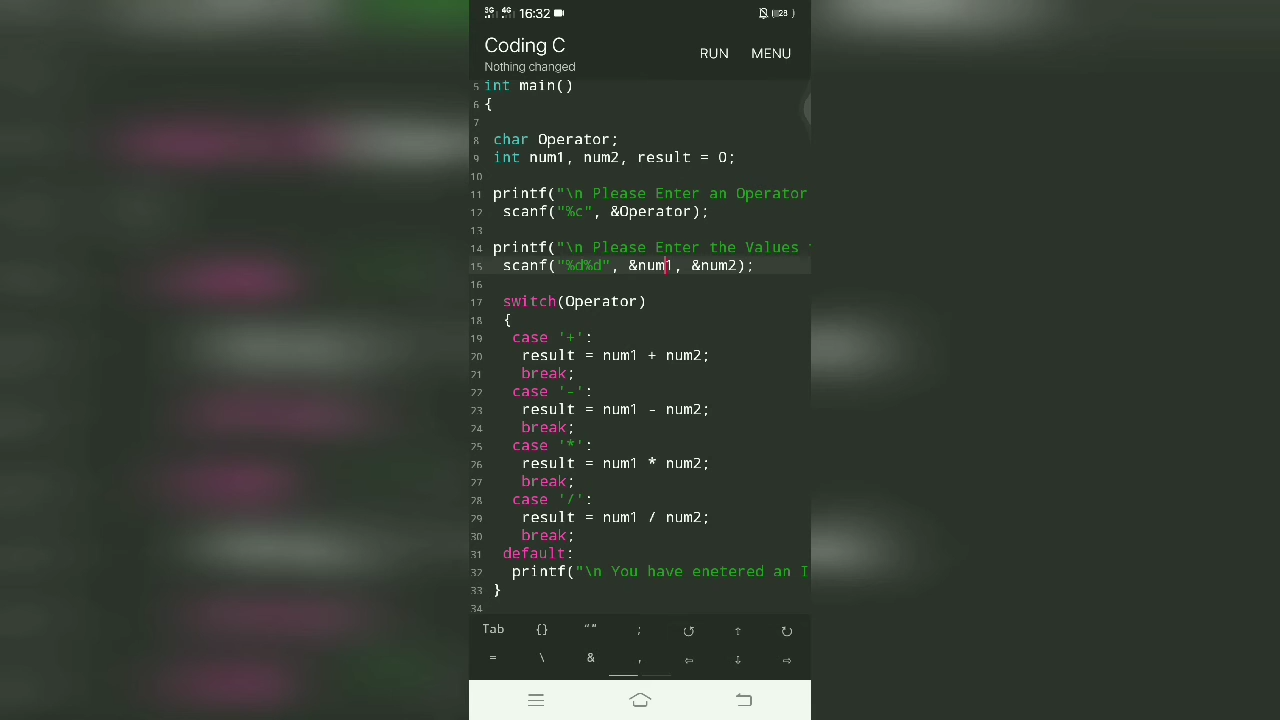 3G 4G 16:32 28
Coding C
Nothing changed
RUN MENU
5 int main()
6 {
7
8 char Operator;
9 int num1, num2, result = 0;
10
11 printf("\n Please Enter an Operator
12 scanf("%c", &Operator);
13
14 printf("\n Please Enter the Values
15 scanf("%d%d", &num1, &num2);
16
17 switch(Operator)
18 {
19 case '+':
20 result = num1 + num2;
21 break;
22 case '-':
23 result = num1 - num2;
24 break;
25 case '*':
26 result = num1 * num2;
27 break;
28 case '/':
29 result = num1 / num2;
30 break;
31 default:
32 printf("\n You have enetered an I
33 }
34
Tab {} “” ; ↺ ↑ ↻
= \ & , ⇦ ⇩ ⇨